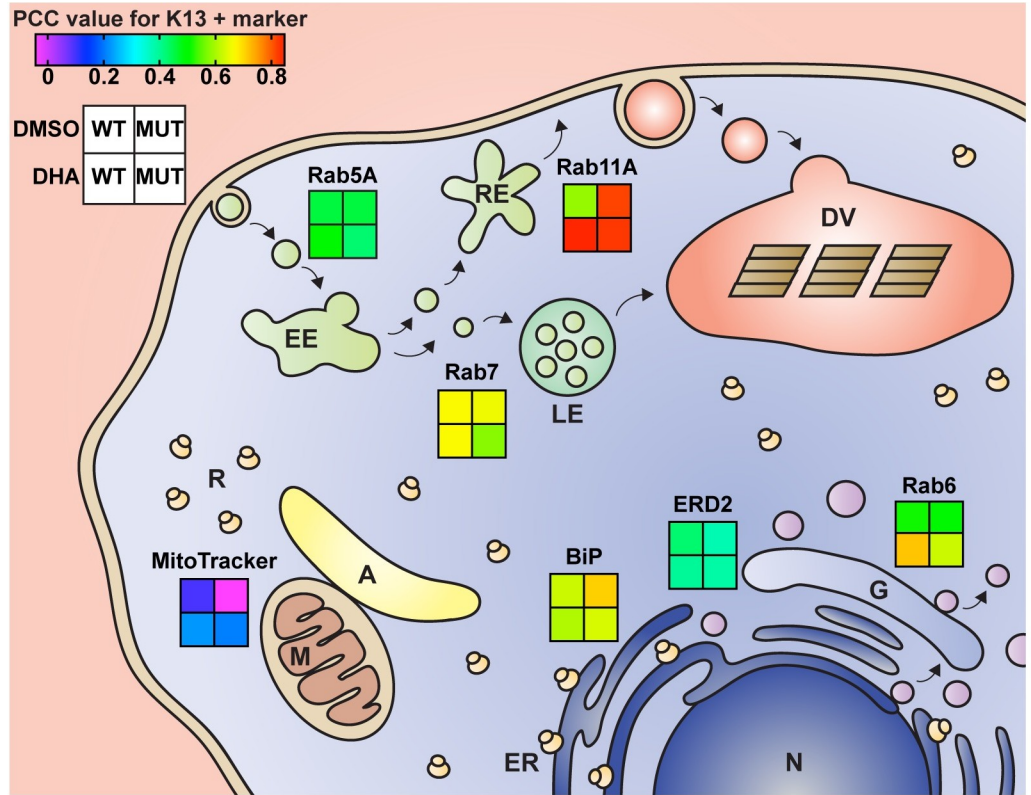 PCC value for K13 + marker
0 0.2 0.4 0.6 0.8
DMSO WT MUT
DHA WT MUT
Rab5A
RE
Rab11A
DV
EE
Rab7
LE
R
MitoTracker
A
M
BiP
ERD2
Rab6
G
ER
N